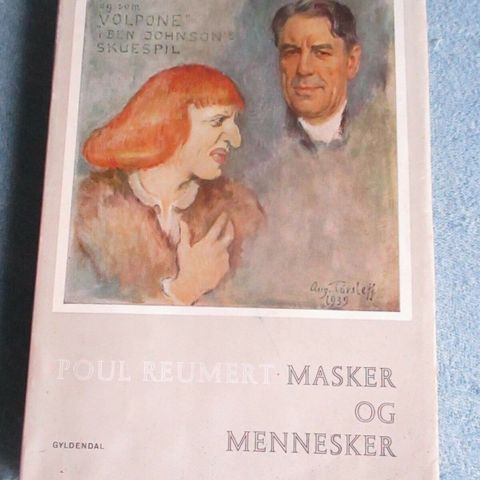 og som
"VOLPONE"
i BEN JOHNSON'S
SKUESPIL
Aug. Tørsleff
1939
POUL REUMERT · MASKER
OG
MENNESKER
GYLDENDAL